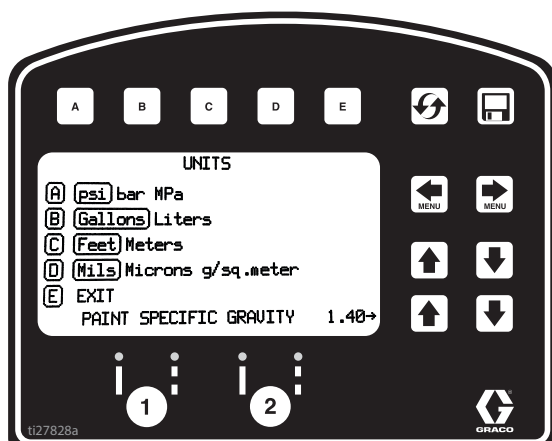 A B C D E
UNITS
A psi bar MPa
B Gallons Liters
C Feet Meters
D Mils Microns g/sq.meter
E EXIT
PAINT SPECIFIC GRAVITY 1.40→
MENU MENU
1 2
ti27828a
GRACO